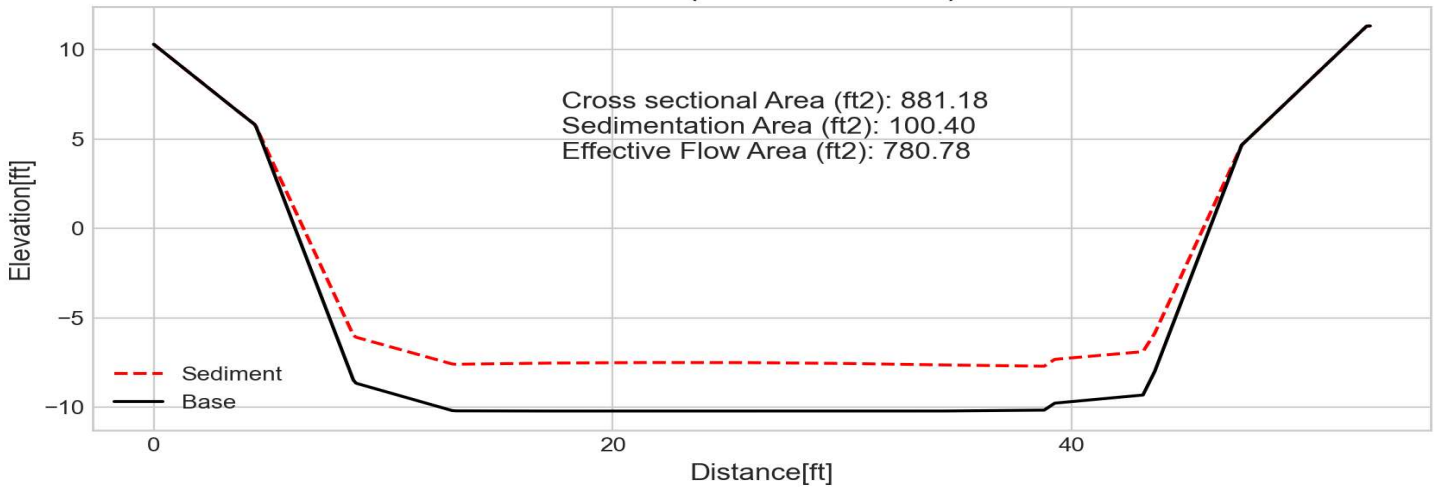 Cross sectional Area (ft2): 881.18
Sedimentation Area (ft2): 100.40
Effective Flow Area (ft2): 780.78
Elevation[ft]
10
5
0
−5
−10
Sediment
Base
0
20
40
Distance[ft]